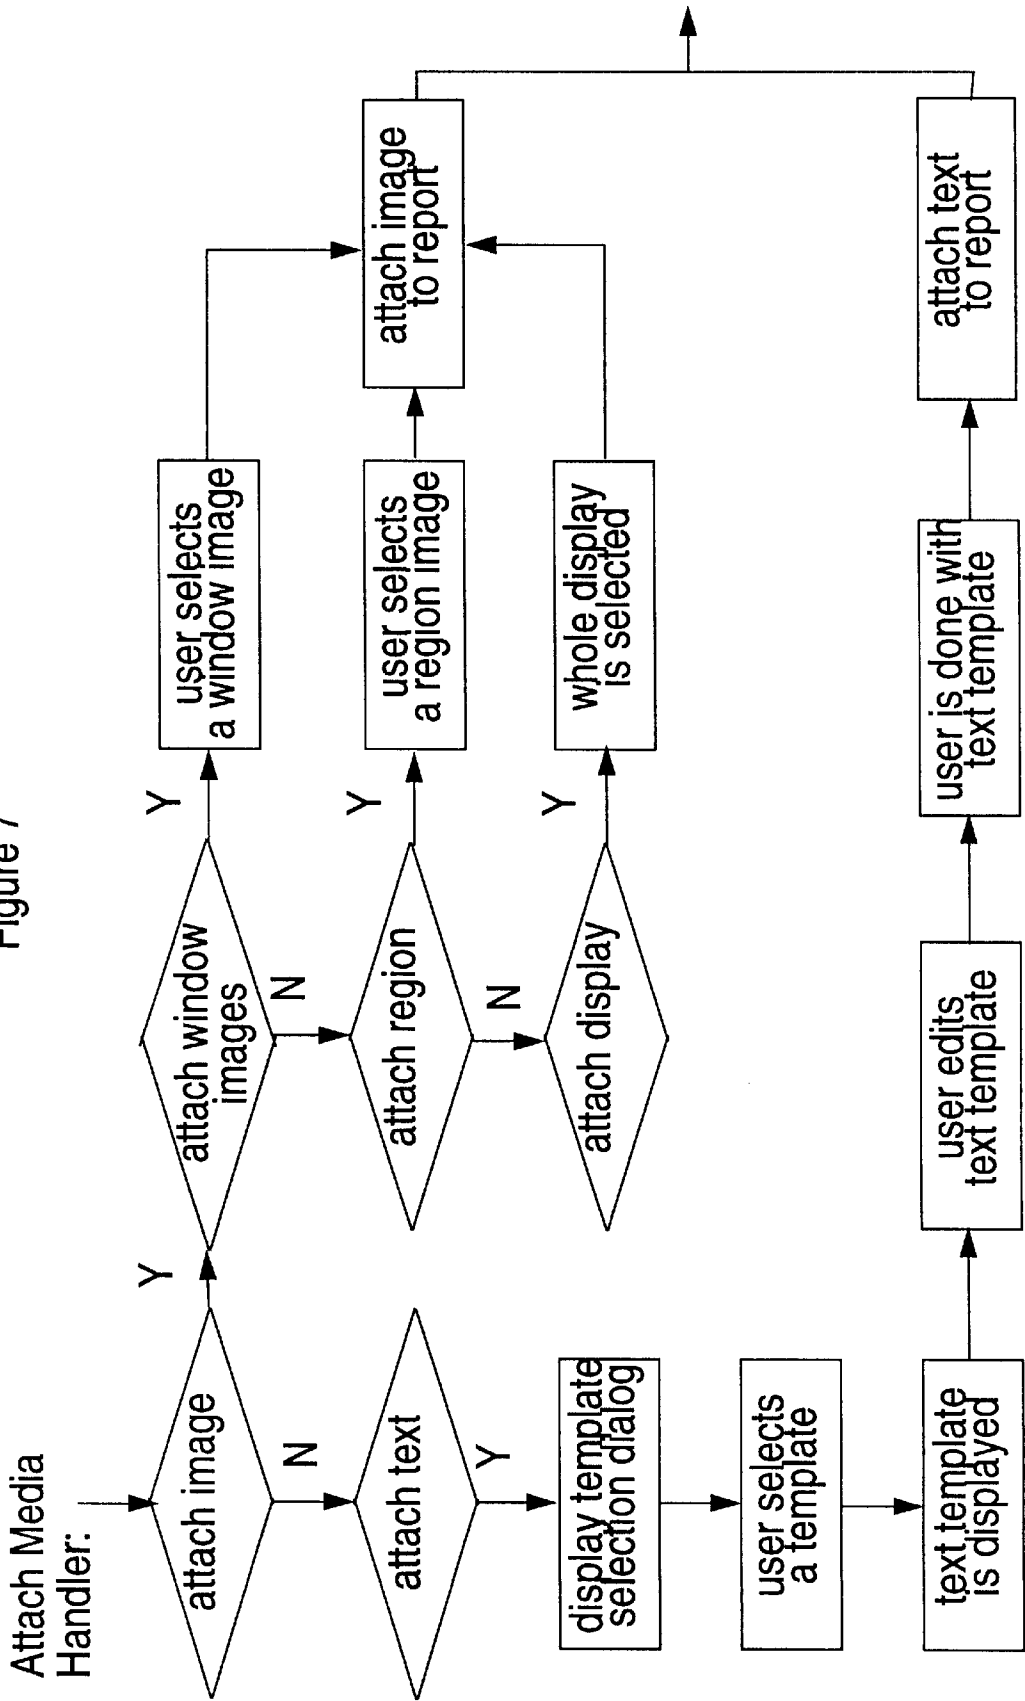 Figure 7
Attach Media
Handler:
attach image
Y
N
attach window
images
Y
N
user selects
a window image
attach region
Y
N
user selects
a region image
attach display
Y
whole display
is selected
attach image
to report
attach text
Y
display template
selection dialog
user selects
a template
text template
is displayed
user edits
text template
user is done with
text template
attach text
to report